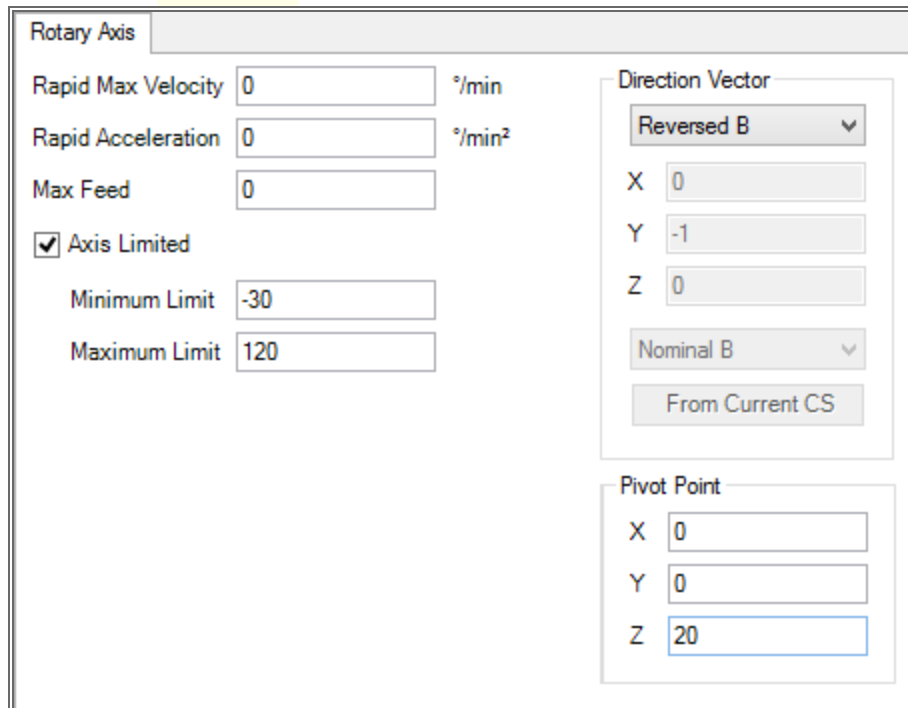 Rotary Axis
Rapid Max Velocity 0 °/min
Rapid Acceleration 0 °/min²
Max Feed 0
Axis Limited
Minimum Limit -30
Maximum Limit 120
Direction Vector
Reversed B
X 0
Y -1
Z 0
Nominal B
From Current CS
Pivot Point
X 0
Y 0
Z 20